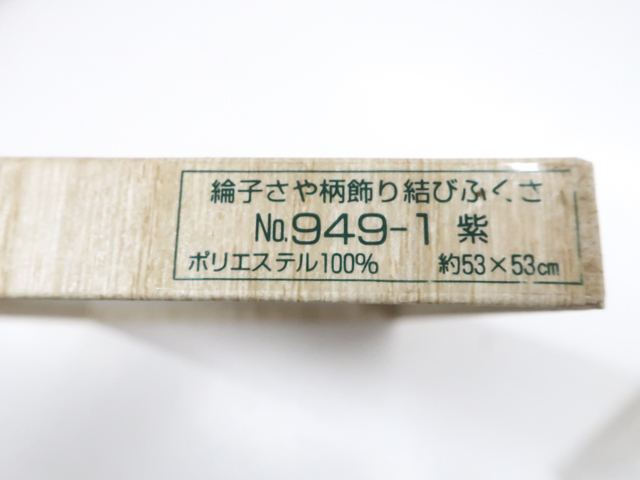 綸子さや柄飾り結びふくさ
No.949-1 紫
ポリエステル100% 約53×53cm